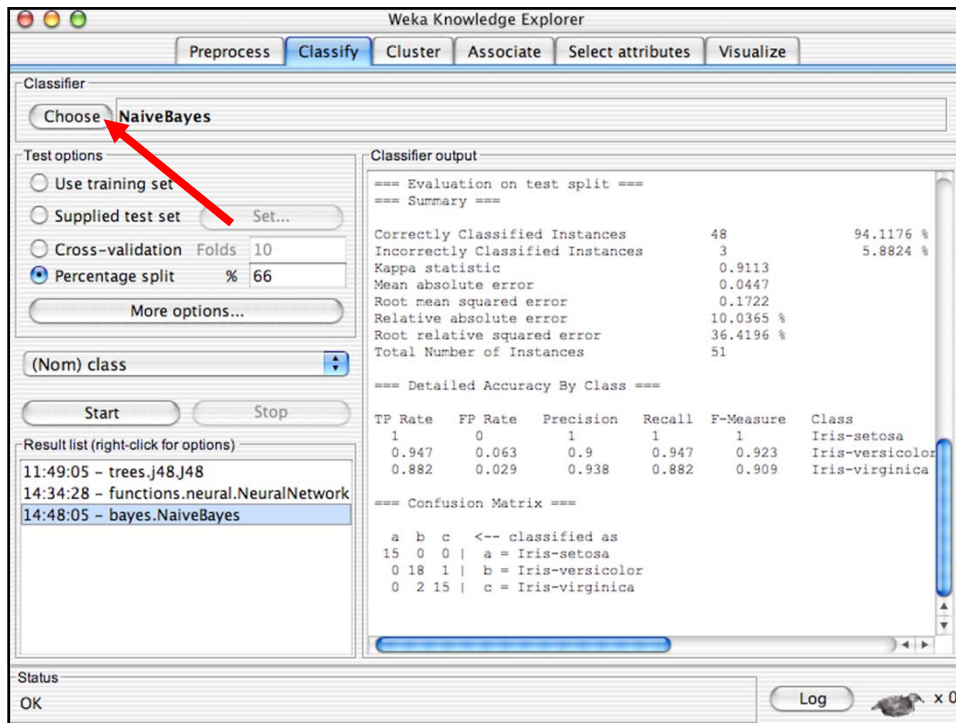 Weka Knowledge Explorer
Preprocess Classify Cluster Associate Select attributes Visualize
Classifier
Choose NaiveBayes
Test options
Use training set
Supplied test set Set...
Cross-validation Folds 10
Percentage split % 66
More options...
(Nom) class
Start Stop
Result list (right-click for options)
11:49:05 – trees.j48.J48
14:34:28 – functions.neural.NeuralNetwork
14:48:05 – bayes.NaiveBayes
Classifier output
=== Evaluation on test split ===
=== Summary ===
Correctly Classified Instances 48 94.1176 %
Incorrectly Classified Instances 3 5.8824 %
Kappa statistic 0.9113
Mean absolute error 0.0447
Root mean squared error 0.1722
Relative absolute error 10.0365 %
Root relative squared error 36.4196 %
Total Number of Instances 51
=== Detailed Accuracy By Class ===
TP Rate FP Rate Precision Recall F-Measure Class
1 0 1 1 1 Iris-setosa
0.947 0.063 0.9 0.947 0.923 Iris-versicolor
0.882 0.029 0.938 0.882 0.909 Iris-virginica
=== Confusion Matrix ===
a b c <-- classified as
15 0 0 | a = Iris-setosa
0 18 1 | b = Iris-versicolor
0 2 15 | c = Iris-virginica
Status
OK
Log x 0